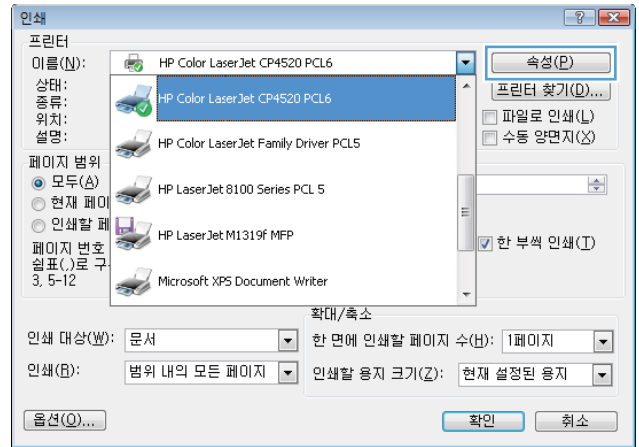 인쇄
프린터
이름(N): HP Color LaserJet CP4520 PCL6 속성(P)
상태: HP Color LaserJet CP4520 PCL6 프린터 찾기(D)...
종류:
위치: 파일로 인쇄(L)
설명: HP Color LaserJet Family Driver PCL5 수동 양면지(X)
페이지 범위
모두(A) HP LaserJet 8100 Series PCL 5
현재 페이
인쇄할 페 HP LaserJet M1319f MFP
페이지 번호 한 부씩 인쇄(T)
쉼표(,)로 구
3, 5-12 Microsoft XPS Document Writer
확대/축소
인쇄 대상(W): 문서 한 면에 인쇄할 페이지 수(H): 1페이지
인쇄(R): 범위 내의 모든 페이지 인쇄할 용지 크기(Z): 현재 설정된 용지
옵션(O)... 확인 취소